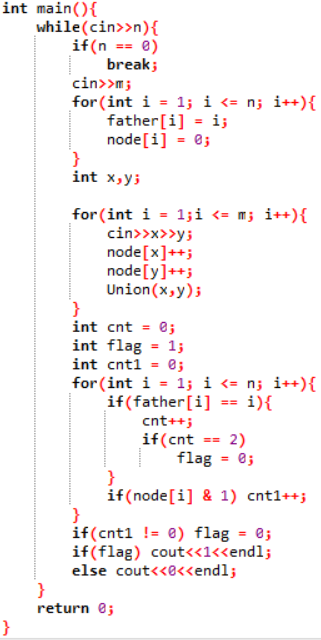 int main(){
while(cin>>n){
if(n == 0)
break;
cin>>m;
for(int i = 1; i <= n; i++){
father[i] = i;
node[i] = 0;
}
int x,y;
for(int i = 1;i <= m; i++){
cin>>x>>y;
node[x]++;
node[y]++;
Union(x,y);
}
int cnt = 0;
int flag = 1;
int cnt1 = 0;
for(int i = 1; i <= n; i++){
if(father[i] == i){
cnt++;
if(cnt == 2)
flag = 0;
}
if(node[i] & 1) cnt1++;
}
if(cnt1 != 0) flag = 0;
if(flag) cout<<1<<endl;
else cout<<0<<endl;
}
return 0;
}